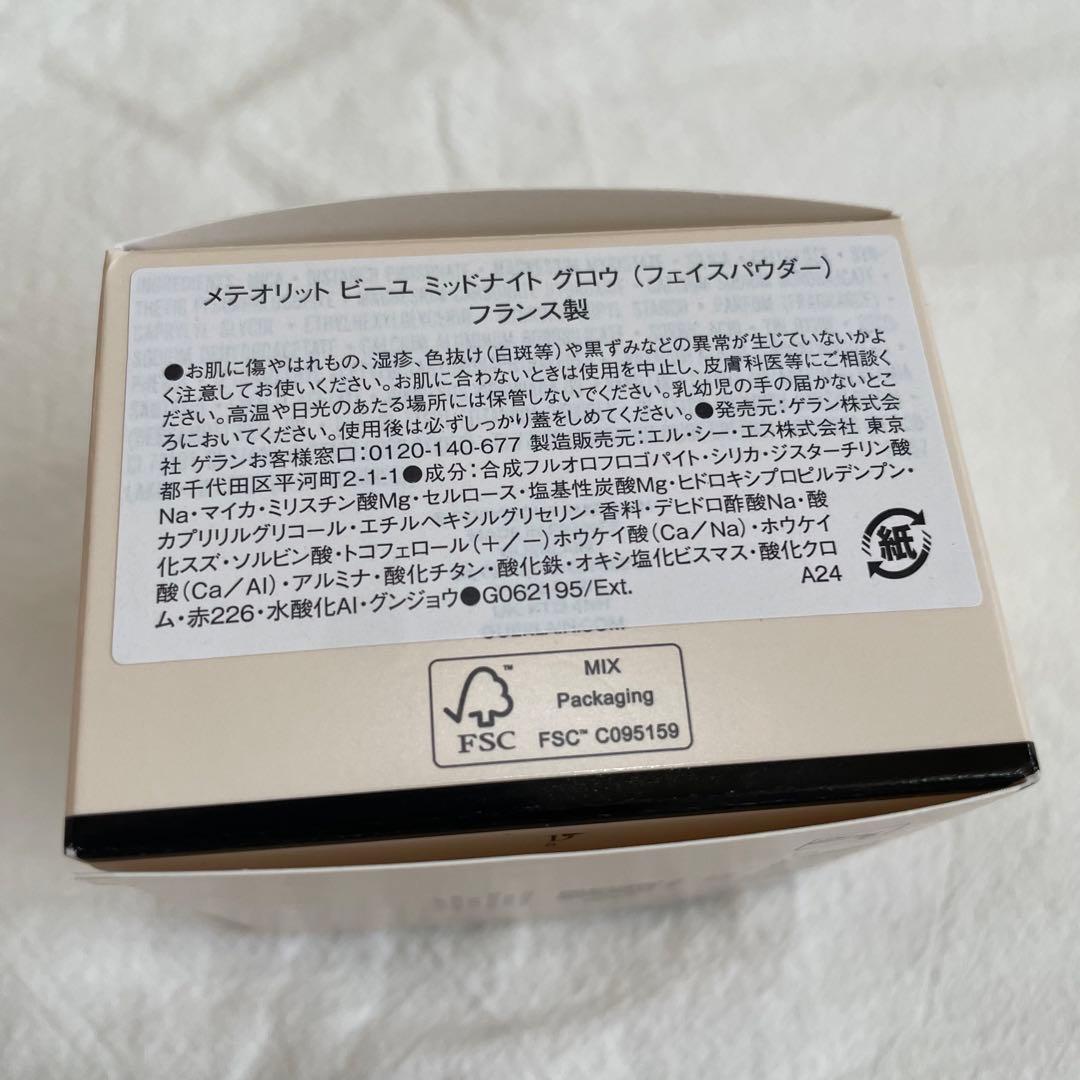 メテオリット ビーユ ミッドナイト グロウ（フェイスパウダー）
フランス製
●お肌に傷やはれもの、湿疹、色抜け(白斑等)や黒ずみなどの異常が生じていないかよ
く注意してお使いください。お肌に合わないときは使用を中止し、皮膚科医等にご相談く
ださい。高温や日光のあたる場所には保管しないでください。乳幼児の手の届かないとこ
ろにおいてください。使用後は必ずしっかり蓋をしめてください。●発売元：ゲラン株式会
社 ゲランお客様窓口：0120-140-677 製造販売元：エル・シー・エス株式会社 東京
都千代田区平河町2-1-1●成分：合成フルオロフロゴパイト・シリカ・ジスターチリン酸
Na・マイカ・ミリスチン酸Mg・セルロース・塩基性炭酸Mg・ヒドロキシプロピルデンプン・
カプリリルグリコール・エチルヘキシルグリセリン・香料・デヒドロ酢酸Na・酸
化スズ・ソルビン酸・トコフェロール(＋／－)ホウケイ酸(Ca／Na)・ホウケイ
酸(Ca／Al)・アルミナ・酸化チタン・酸化鉄・オキシ塩化ビスマス・酸化クロ
ム・赤226・水酸化Al・グンジョウ●G062195/Ext.
紙
A24
MIX
Packaging
FSC™ C095159
FSC